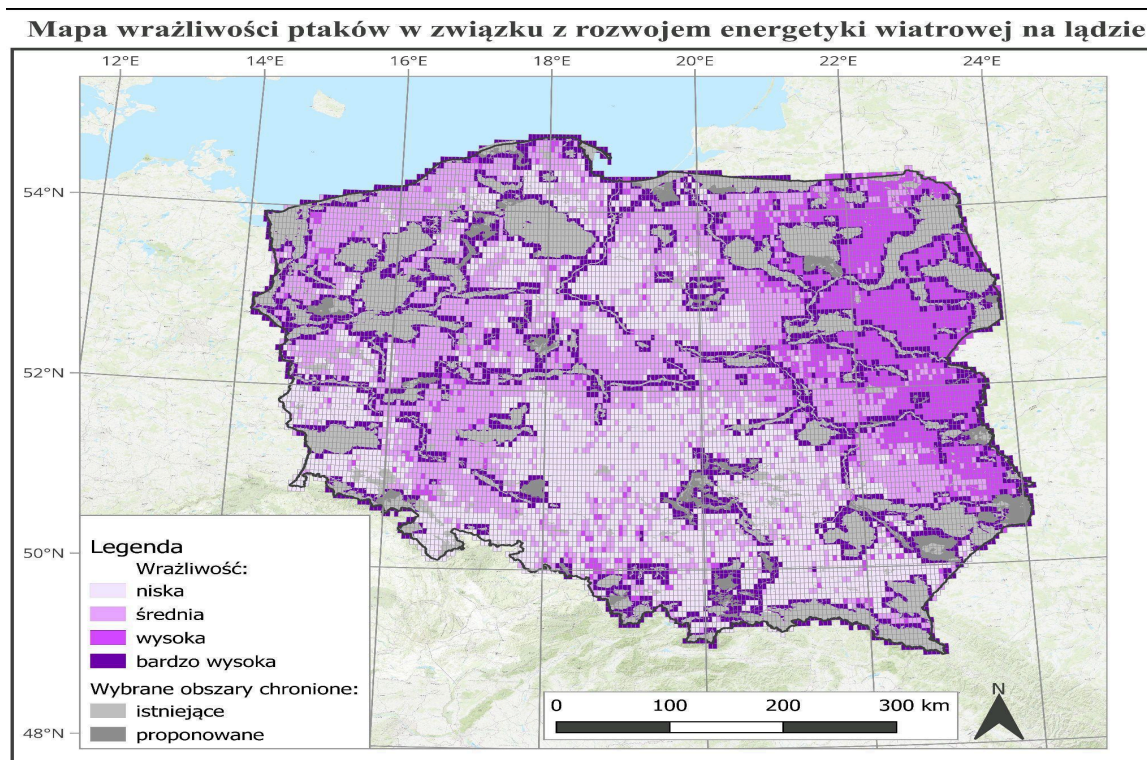 Mapa wrażliwości ptaków w związku z rozwojem energetyki wiatrowej na lądzie
12°E 14°E 16°E 18°E 20°E 22°E 24°E
54°N
52°N
50°N
48°N
Legenda
Wrażliwość:
niska
średnia
wysoka
bardzo wysoka
Wybrane obszary chronione:
istniejące
proponowane
0 100 200 300 km
N